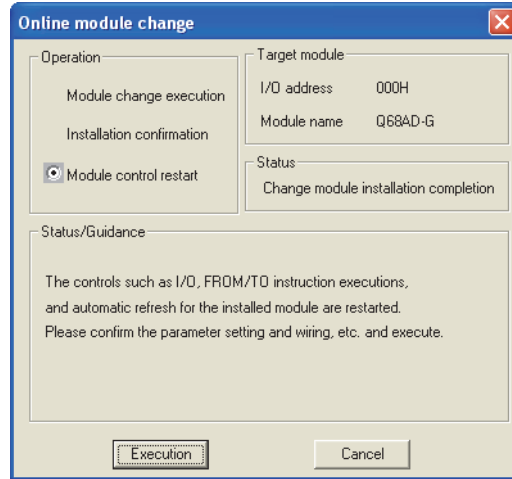 Online module change
Operation
Module change execution
Installation confirmation
Module control restart
Target module
I/O address 000H
Module name Q68AD-G
Status
Change module installation completion
Status/Guidance
The controls such as I/O, FROM/TO instruction executions,
and automatic refresh for the installed module are restarted.
Please confirm the parameter setting and wiring, etc. and execute.
Execution
Cancel